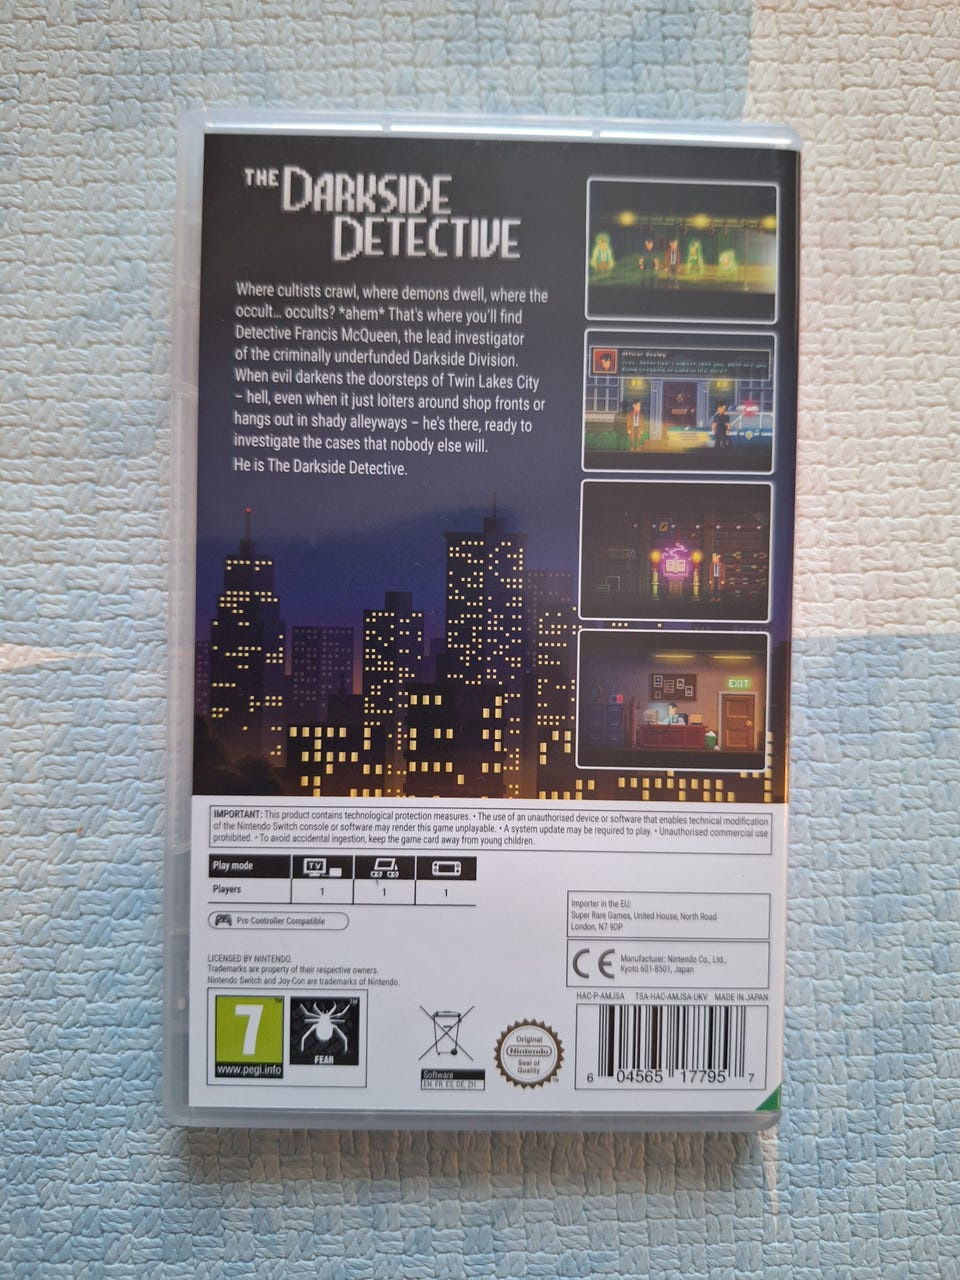 THE DARKSIDE
DETECTIVE
Where cultists crawl, where demons dwell, where the
occult... occults? *ahem* That's where you'll find
Detective Francis McQueen, the lead investigator
of the criminally underfunded Darkside Division.
When evil darkens the doorsteps of Twin Lakes City
– hell, even when it just loiters around shop fronts or
hangs out in shady alleyways – he's there, ready to
investigate the cases that nobody else will.
He is The Darkside Detective.
Officer Dooley
EXIT
IMPORTANT: This product contains technological protection measures. • The use of an unauthorised device or software that enables technical modification
of the Nintendo Switch console or software may render this game unplayable. • A system update may be required to play. • Unauthorised commercial use
prohibited. • To avoid accidental ingestion, keep the game card away from young children.
Play mode TV
Players 1 1 1
Pro Controller Compatible
Importer in the EU:
Super Rare Games, United House, North Road
London, N7 9DP
CE
Manufacturer: Nintendo Co., Ltd.,
Kyoto 601-8501, Japan
LICENSED BY NINTENDO.
Trademarks are property of their respective owners.
Nintendo Switch and Joy-Con are trademarks of Nintendo.
HAC-P-AMJSA TSA-HAC-AMJSA-UKV MADE IN JAPAN
7 TM
www.pegi.info
TM
FEAR
Software
EN, FR, ES, DE, ZH
Original
Nintendo
Seal of
Quality
TM
6 04565 17795 7